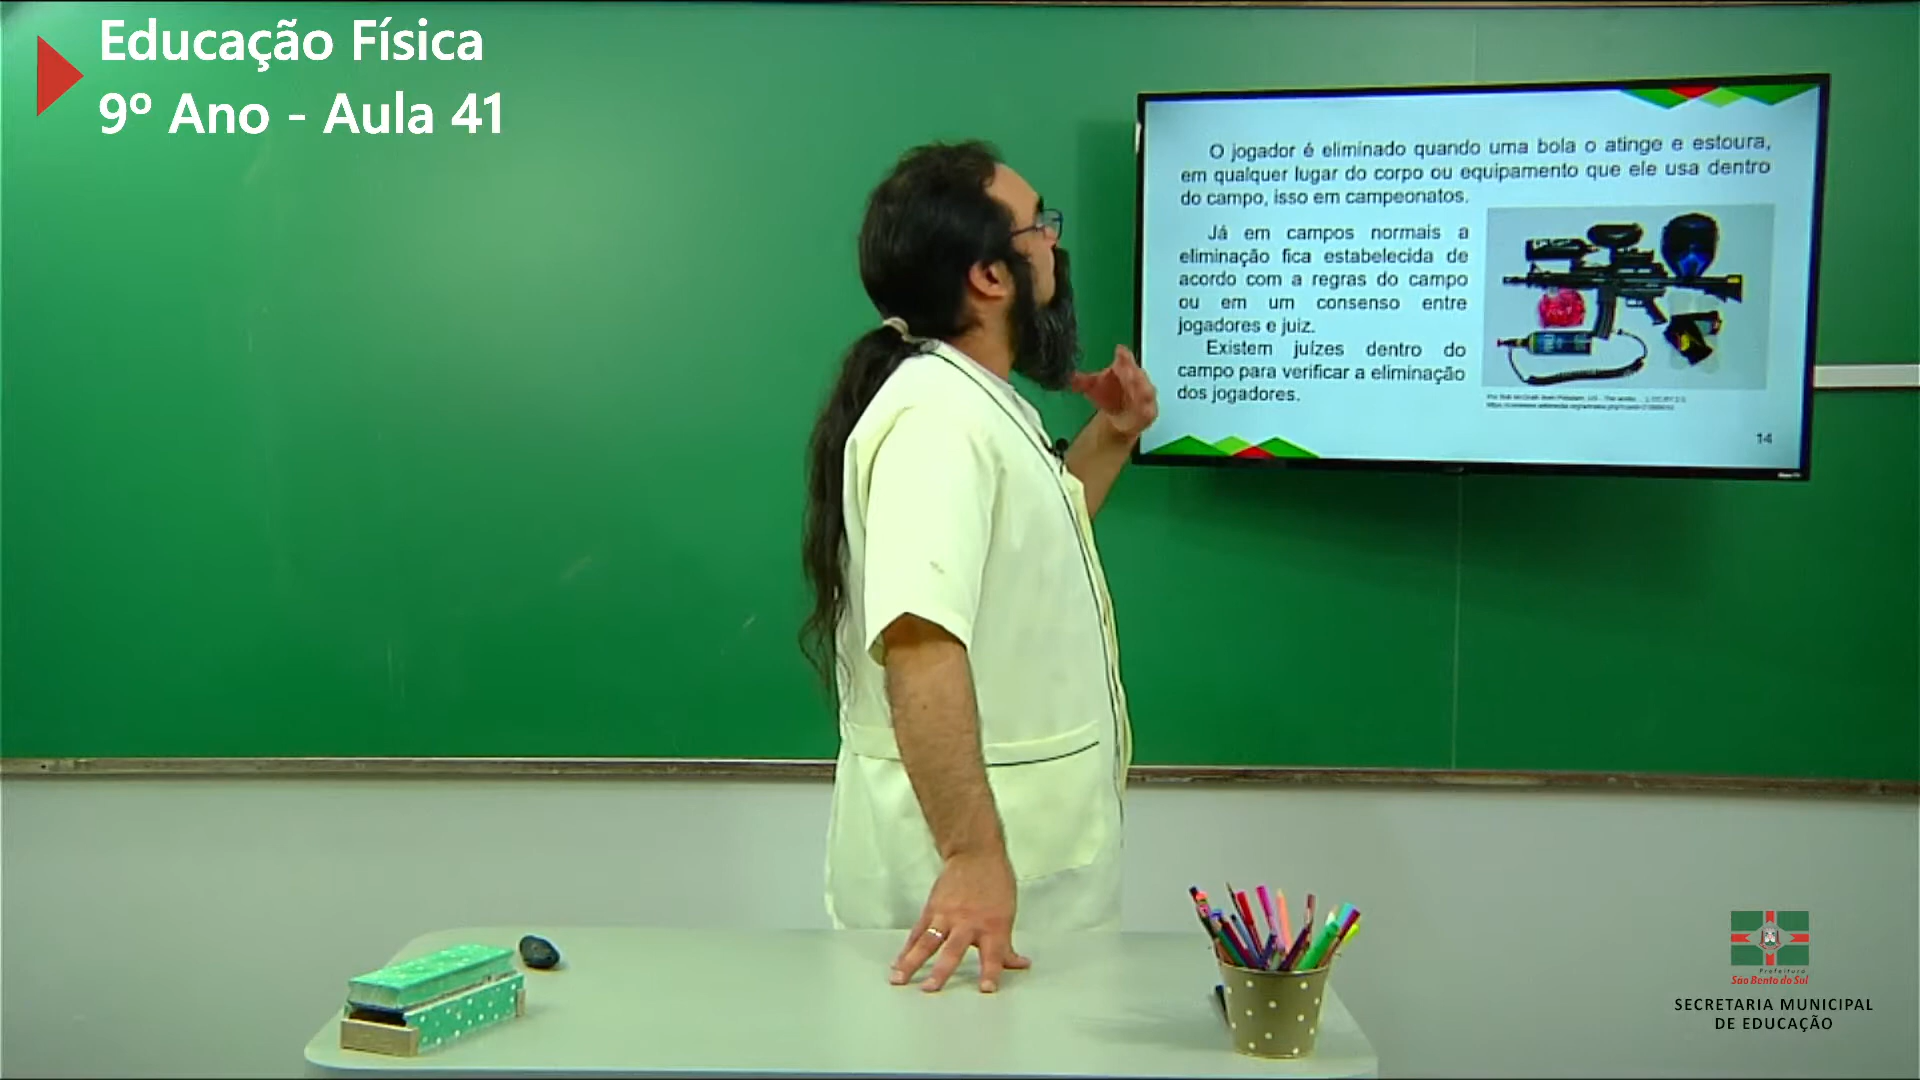 Educação Física
9º Ano - Aula 41
O jogador é eliminado quando uma bola o atinge e estoura,
em qualquer lugar do corpo ou equipamento que ele usa dentro
do campo, isso em campeonatos.
Já em campos normais a
eliminação fica estabelecida de
acordo com a regras do campo
ou em um consenso entre
jogadores e juiz.
Existem juízes dentro do
campo para verificar a eliminação
dos jogadores.
14
Prefeitura
São Bento do Sul
SECRETARIA MUNICIPAL
DE EDUCAÇÃO